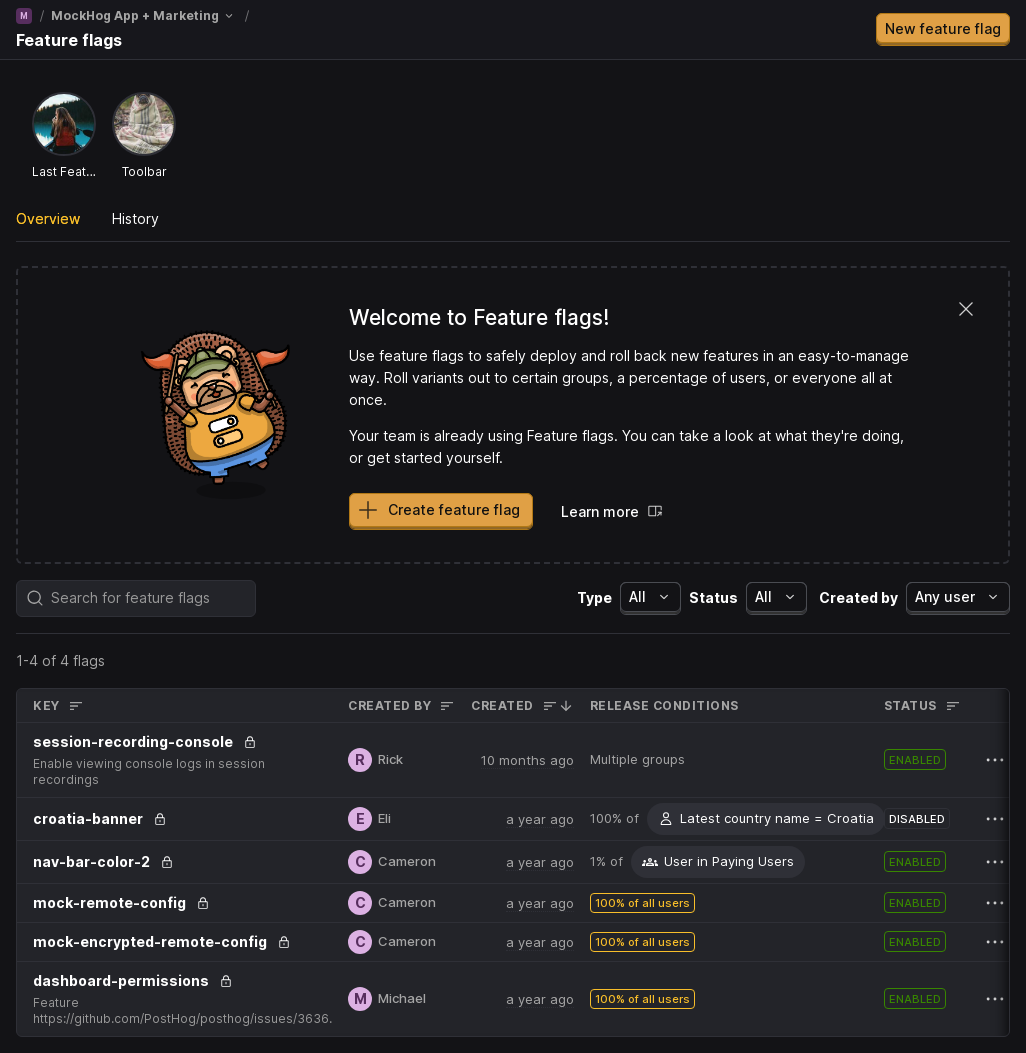 M / MockHog App + Marketing /
Feature flags
New feature flag
Last Feat...
Toolbar
Overview
History
Welcome to Feature flags!
Use feature flags to safely deploy and roll back new features in an easy-to-manage
way. Roll variants out to certain groups, a percentage of users, or everyone all at
once.
Your team is already using Feature flags. You can take a look at what they're doing,
or get started yourself.
Create feature flag
Learn more
Search for feature flags
Type All Status All Created by Any user
1-4 of 4 flags
KEY CREATED BY CREATED RELEASE CONDITIONS STATUS
session-recording-console
Enable viewing console logs in session
recordings
R Rick 10 months ago Multiple groups ENABLED
croatia-banner E Eli a year ago 100% of Latest country name = Croatia DISABLED
nav-bar-color-2 C Cameron a year ago 1% of User in Paying Users ENABLED
mock-remote-config C Cameron a year ago 100% of all users ENABLED
mock-encrypted-remote-config C Cameron a year ago 100% of all users ENABLED
dashboard-permissions
Feature
https://github.com/PostHog/posthog/issues/3636.
M Michael a year ago 100% of all users ENABLED